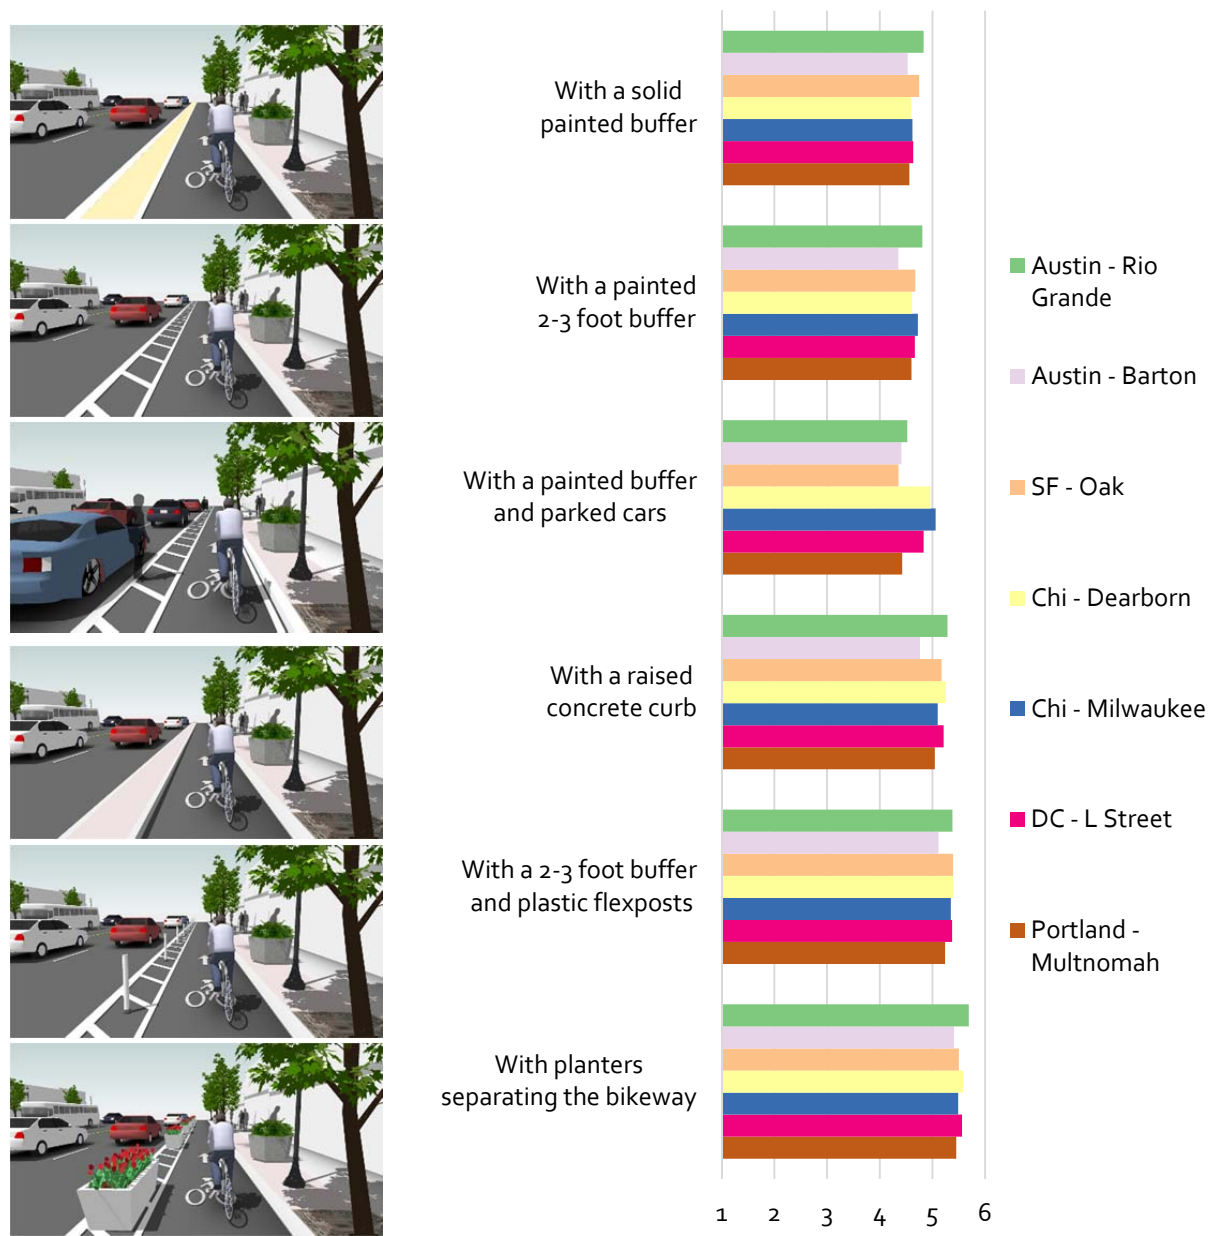 With a solid
painted buffer
With a painted
2-3 foot buffer
With a painted buffer
and parked cars
With a raised
concrete curb
With a 2-3 foot buffer
and plastic flexposts
With planters
separating the bikeway
1 2 3 4 5 6
Austin - Rio
Grande
Austin - Barton
SF - Oak
Chi - Dearborn
Chi - Milwaukee
DC - L Street
Portland -
Multnomah